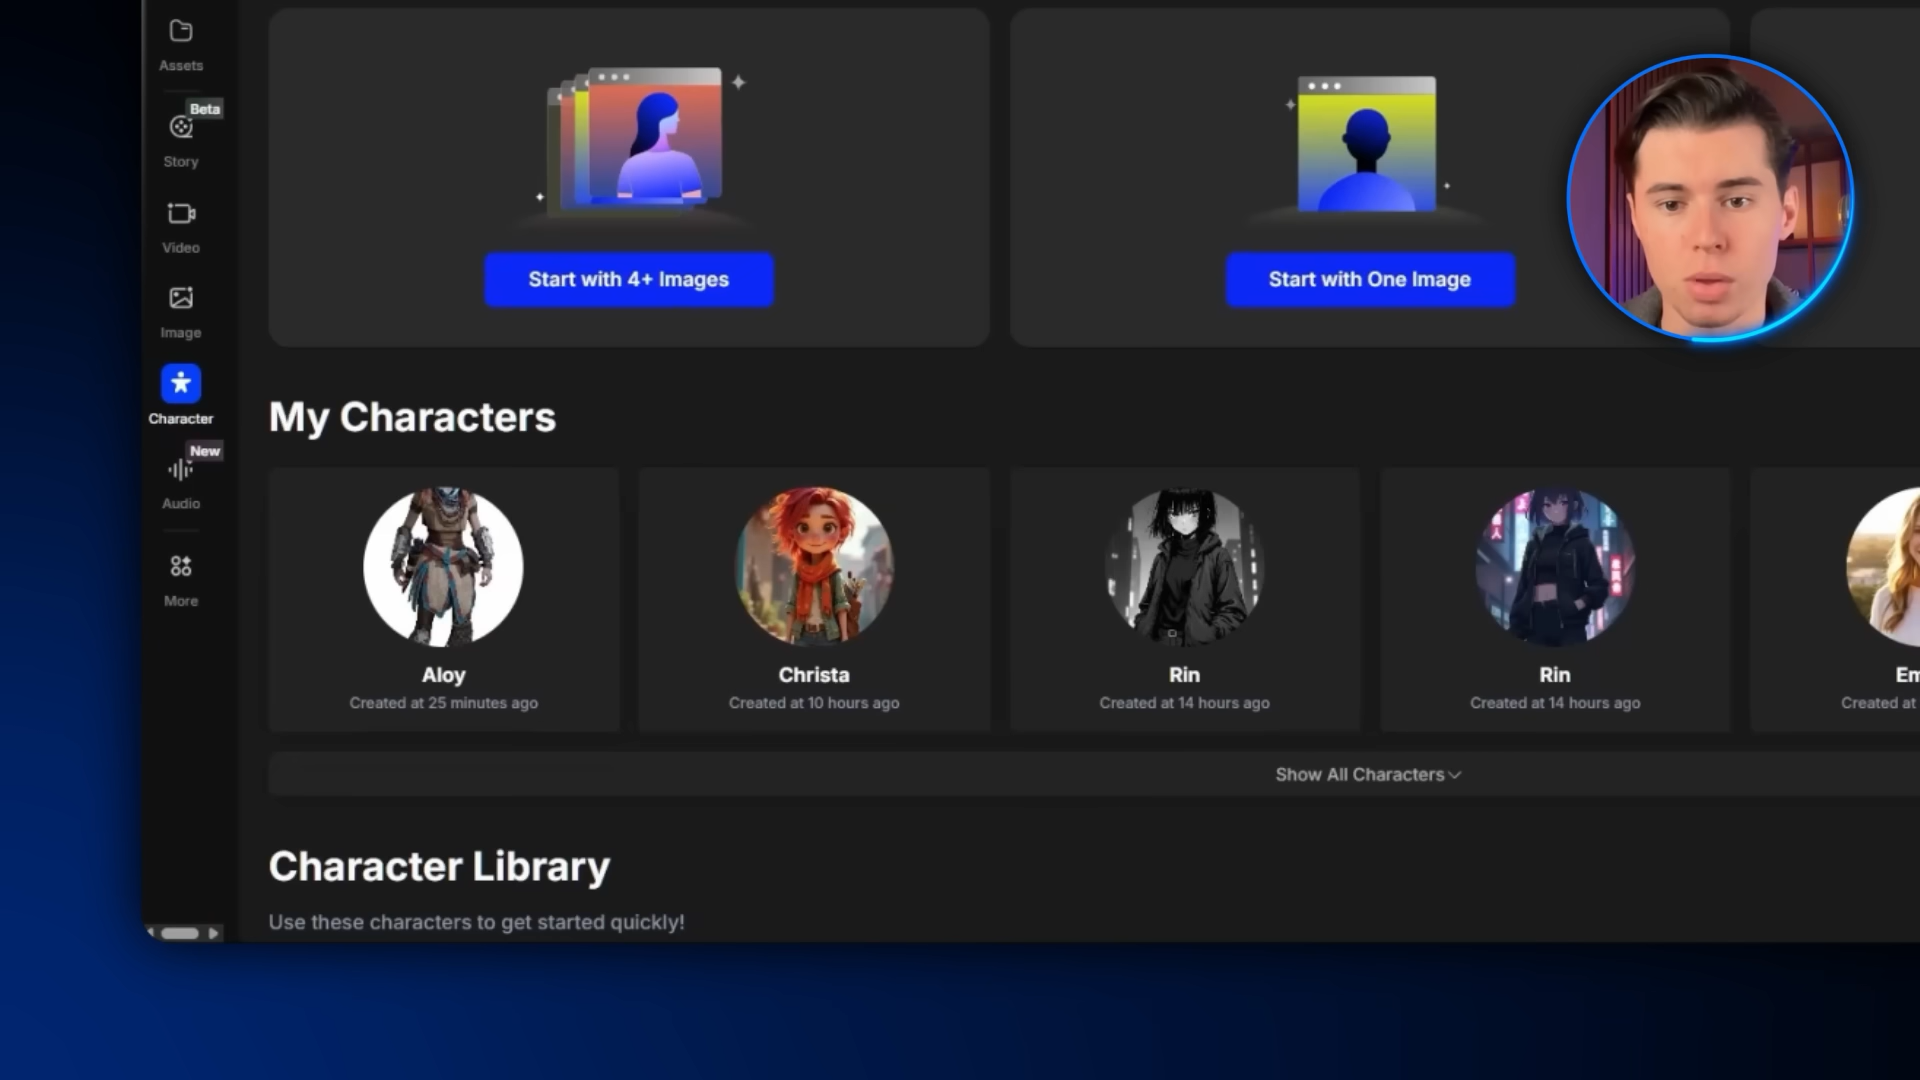 Assets
Beta
Story
Video
Image
Character
New
Audio
More
Start with 4+ Images
Start with One Image
My Characters
Aloy
Created at 25 minutes ago
Christa
Created at 10 hours ago
Rin
Created at 14 hours ago
Rin
Created at 14 hours ago
Em
Created at
Show All Characters
Character Library
Use these characters to get started quickly!